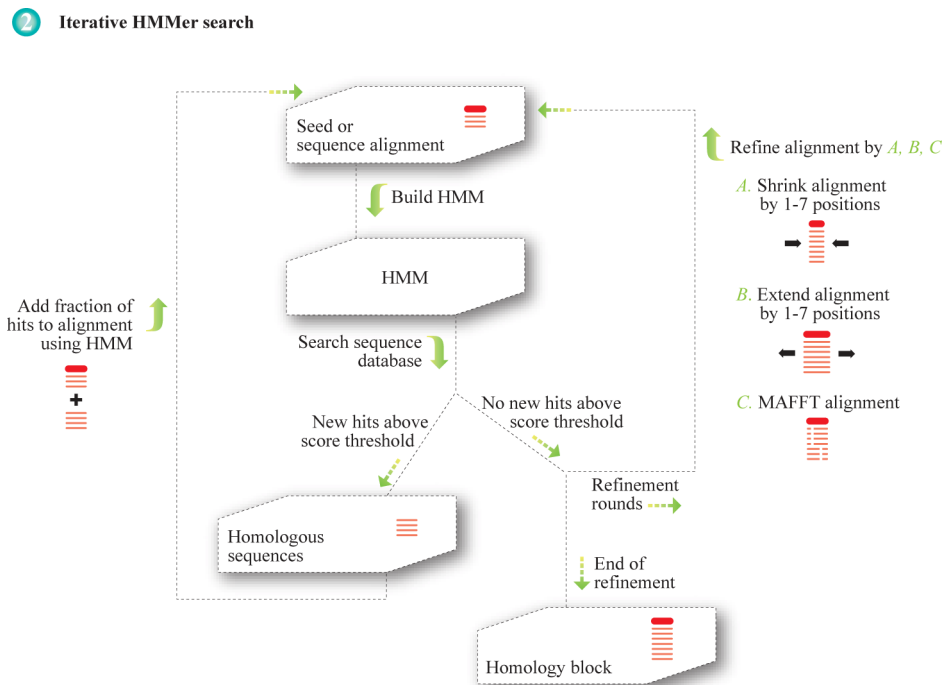 2 Iterative HMMer search
Seed or
sequence alignment
Build HMM
HMM
Search sequence
database
Add fraction of
hits to alignment
using HMM
+
New hits above
score threshold
No new hits above
score threshold
Homologous
sequences
Refinement
rounds
End of
refinement
Homology block
Refine alignment by A, B, C
A. Shrink alignment
by 1-7 positions
B. Extend alignment
by 1-7 positions
C. MAFFT alignment